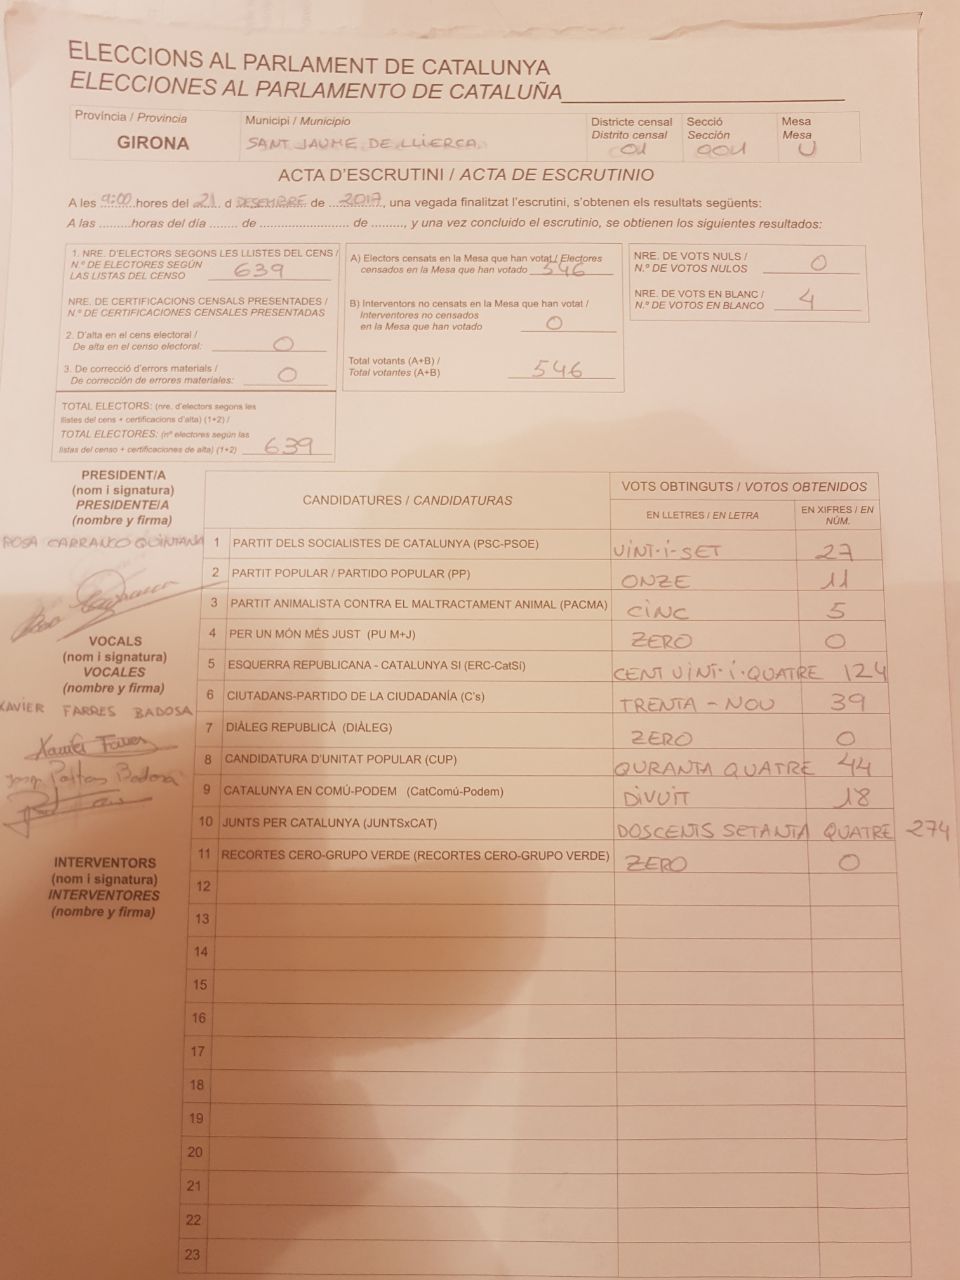 ELECCIONS AL PARLAMENT DE CATALUNYA
ELECCIONES AL PARLAMENTO DE CATALUÑA
Província / Provincia
GIRONA
Municipi / Municipio
SANT JAUME DE LLIERCA
Districte censal
Distrito censal
01
Secció
Sección
001
Mesa
Mesa
U
ACTA D'ESCRUTINI / ACTA DE ESCRUTINIO
A les 9:00 hores del 21 d DESEMBRE de 2017, una vegada finalitzat l'escrutini, s'obtenen els resultats següents:
A las .........horas del día ........ de ......................... de ........., y una vez concluido el escrutinio, se obtienen los siguientes resultados:
1. NRE. D'ELECTORS SEGONS LES LLISTES DEL CENS /
N.º DE ELECTORES SEGÚN
LAS LISTAS DEL CENSO 639
NRE. DE CERTIFICACIONS CENSALS PRESENTADES /
N.º DE CERTIFICACIONES CENSALES PRESENTADAS
2. D'alta en el cens electoral /
De alta en el censo electoral: 0
3. De correcció d'errors materials /
De corrección de errores materiales: 0
TOTAL ELECTORS: (nre. d'electors segons les
llistes del cens + certificacions d'alta) (1+2) /
TOTAL ELECTORES: (nº electores según las
listas del censo + certificaciones de alta) (1+2) 639
A) Electors censats en la Mesa que han votat / Electores
censados en la Mesa que han votado 546
B) Interventors no censats en la Mesa que han votat /
Interventores no censados
en la Mesa que han votado 0
Total votants (A+B) /
Total votantes (A+B) 546
NRE. DE VOTS NULS /
N.º DE VOTOS NULOS 0
NRE. DE VOTS EN BLANC /
N.º DE VOTOS EN BLANCO 4
PRESIDENT/A
(nom i signatura)
PRESIDENTE/A
(nombre y firma)
ROSA CARRANCO QUINTANA
VOCALS
(nom i signatura)
VOCALES
(nombre y firma)
XAVIER FARRES BADOSA
Xavier Farres
Badosa
INTERVENTORS
(nom i signatura)
INTERVENTORES
(nombre y firma)
CANDIDATURES / CANDIDATURAS
VOTS OBTINGUTS / VOTOS OBTENIDOS
EN LLETRES / EN LETRA
EN XIFRES / EN
NÚM.
1 PARTIT DELS SOCIALISTES DE CATALUNYA (PSC-PSOE) VINT-I-SET 27
2 PARTIT POPULAR / PARTIDO POPULAR (PP) ONZE 11
3 PARTIT ANIMALISTA CONTRA EL MALTRACTAMENT ANIMAL (PACMA) CINC 5
4 PER UN MÓN MÉS JUST (PU M+J) ZERO 0
5 ESQUERRA REPUBLICANA - CATALUNYA SI (ERC-CatSí) CENT VINT-I-QUATRE 124
6 CIUTADANS-PARTIDO DE LA CIUDADANÍA (C's) TRENTA - NOU 39
7 DIÀLEG REPUBLICÀ (DIÀLEG) ZERO 0
8 CANDIDATURA D'UNITAT POPULAR (CUP) QURANTA QUATRE 44
9 CATALUNYA EN COMÚ-PODEM (CatComú-Podem) DIVUIT 18
10 JUNTS PER CATALUNYA (JUNTSxCAT) DOSCENTS SETANTA QUATRE 274
11 RECORTES CERO-GRUPO VERDE (RECORTES CERO-GRUPO VERDE) ZERO 0
12
13
14
15
16
17
18
19
20
21
22
23